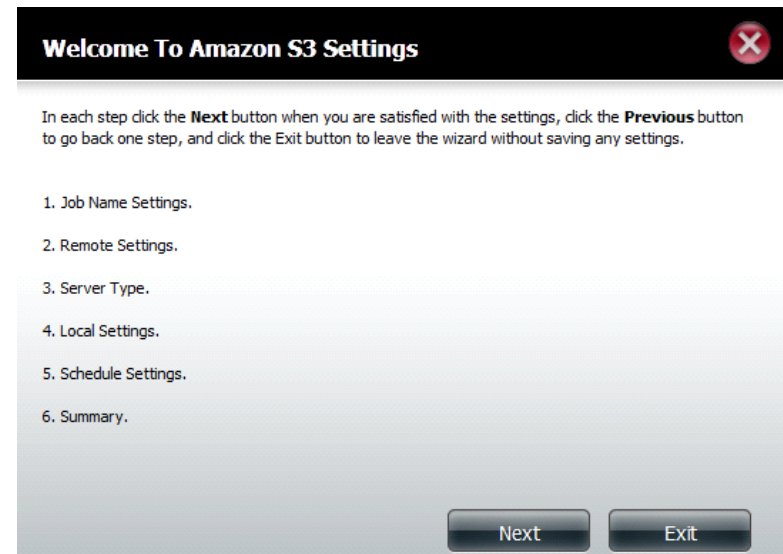 Welcome To Amazon S3 Settings
In each step click the Next button when you are satisfied with the settings, click the Previous button
to go back one step, and click the Exit button to leave the wizard without saving any settings.
1. Job Name Settings.
2. Remote Settings.
3. Server Type.
4. Local Settings.
5. Schedule Settings.
6. Summary.
Next Exit